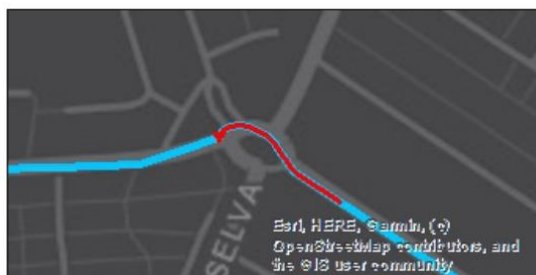 SELVA
Esri, HERE, Garmin, (c)
OpenStreetMap contributors, and
the GIS user community